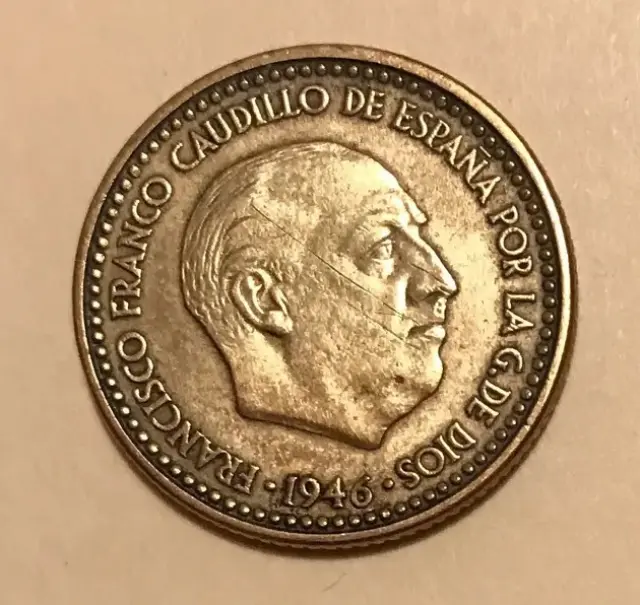 FRANCISCO FRANCO CAUDILLO DE ESPAÑA POR LA G. DE DIOS
· 1946 ·